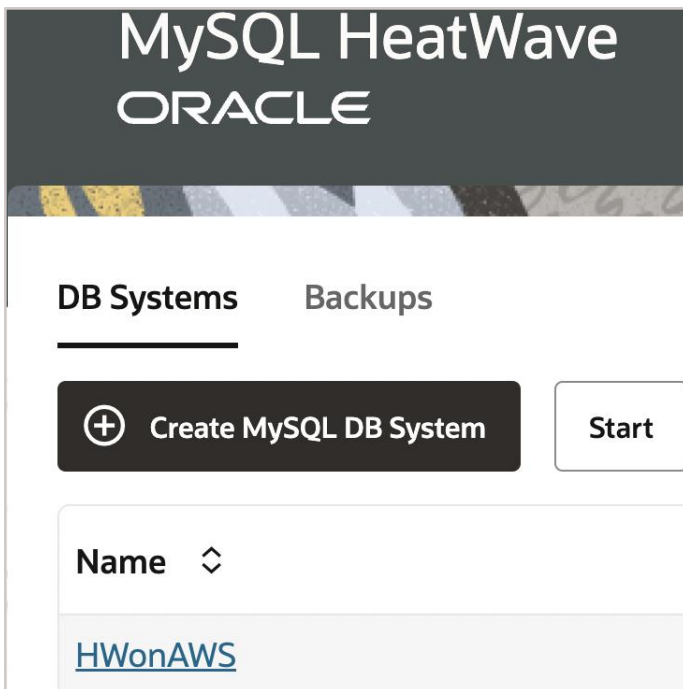 MySQL HeatWave
ORACLE
DB Systems Backups
Create MySQL DB System Start
Name
HWonAWS